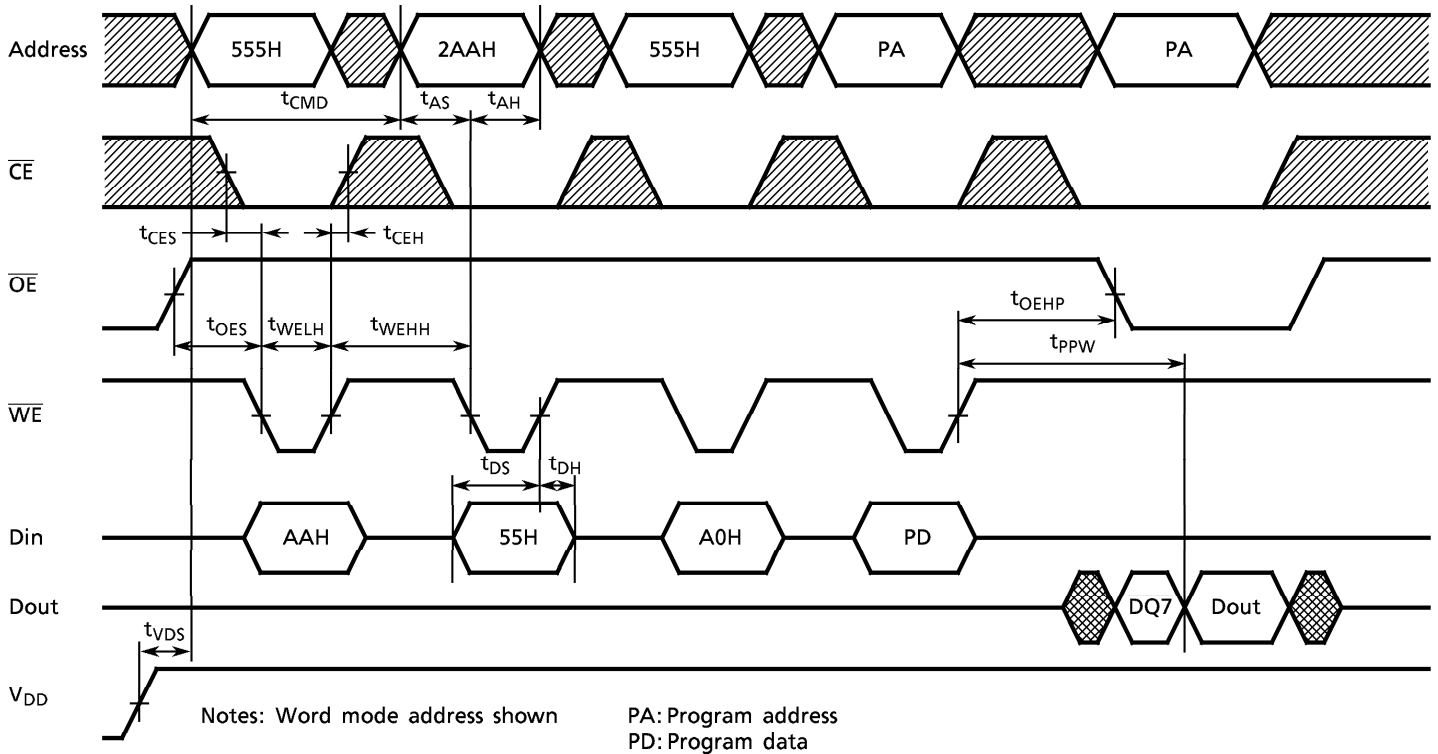 Address 555H 2AAH 555H PA PA
tCMD tAS tAH
CE
tCES tCEH
OE
tOES tWELH tWEHH tOEHP
tPPW
WE
tDS tDH
Din AAH 55H A0H PD
Dout DQ7 Dout
tVDS
VDD
Notes: Word mode address shown PA: Program address
PD: Program data